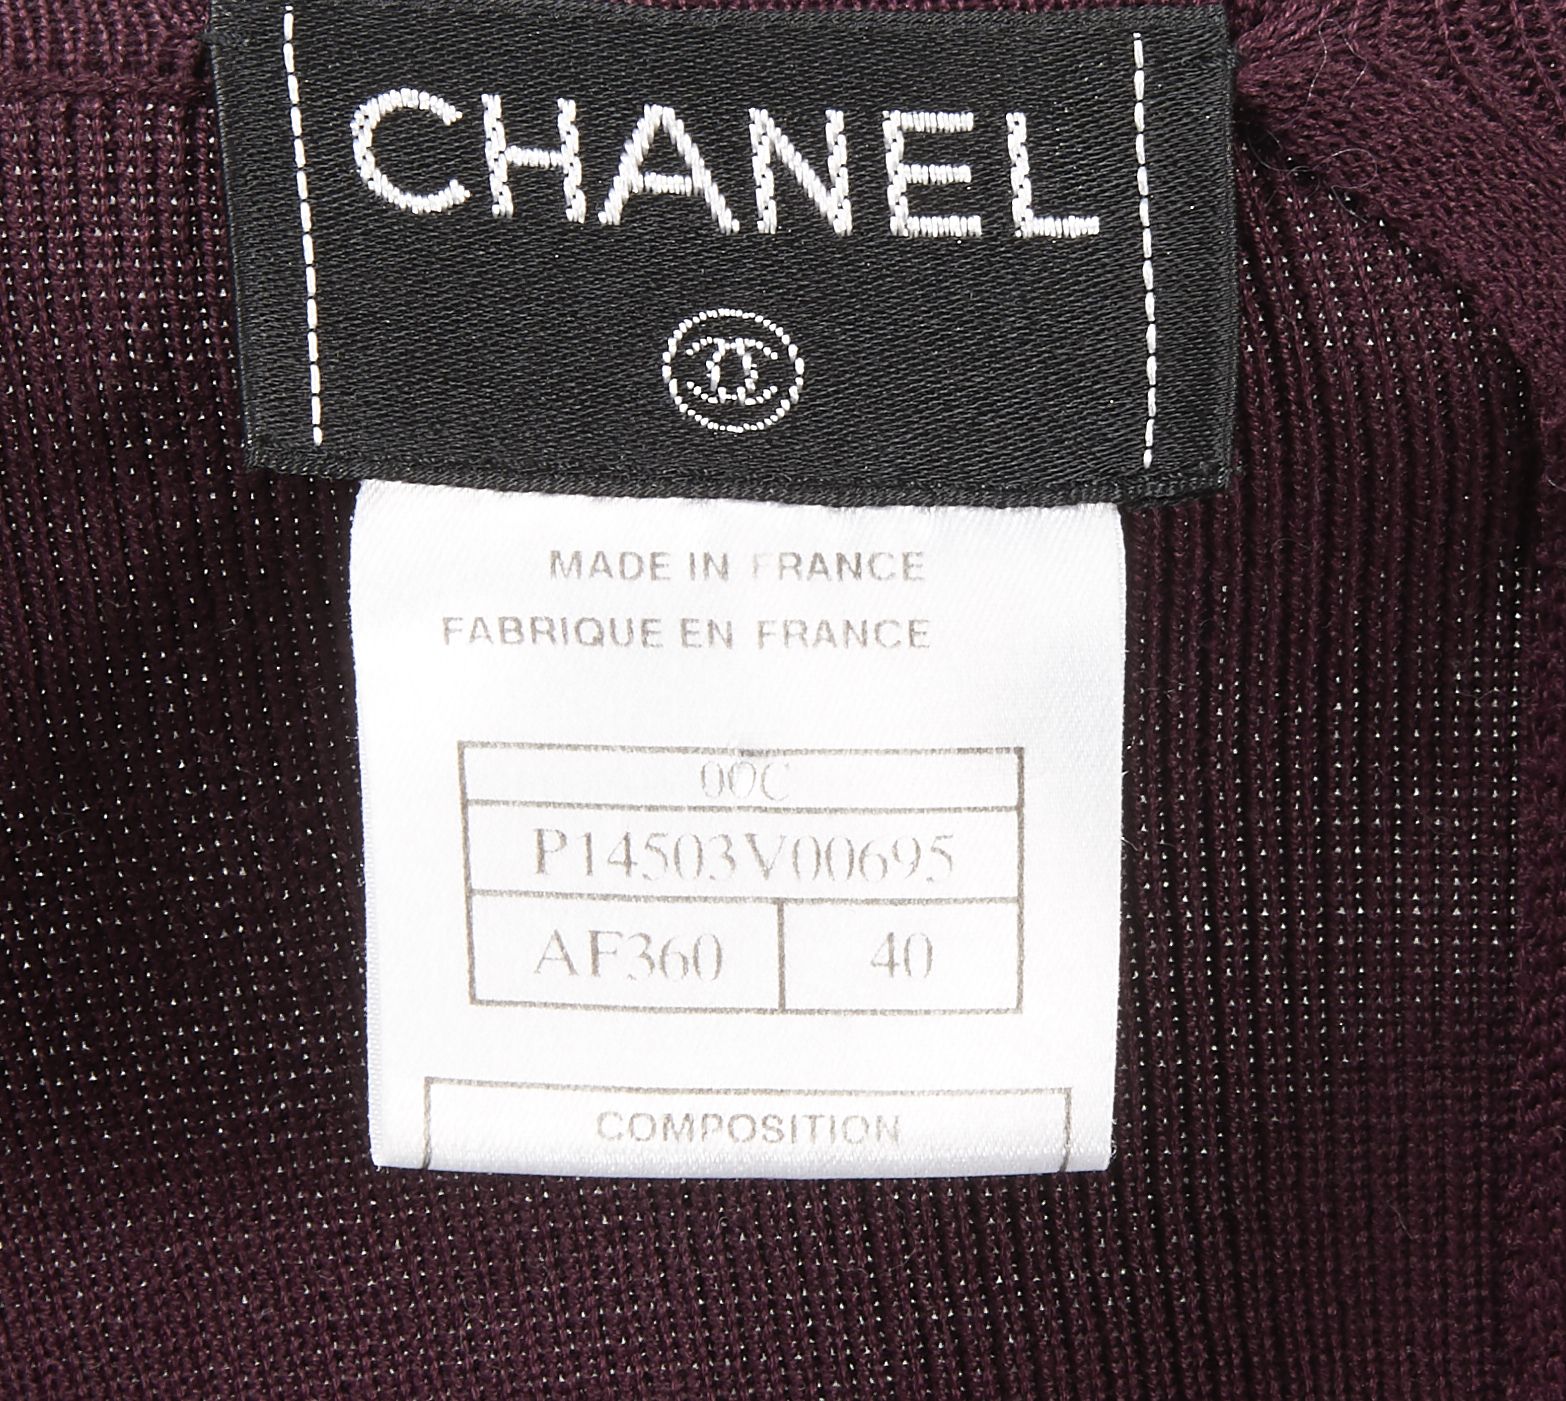 CHANEL
MADE IN FRANCE
FABRIQUE EN FRANCE
00C
P14503V00695
AF360 40
COMPOSITION